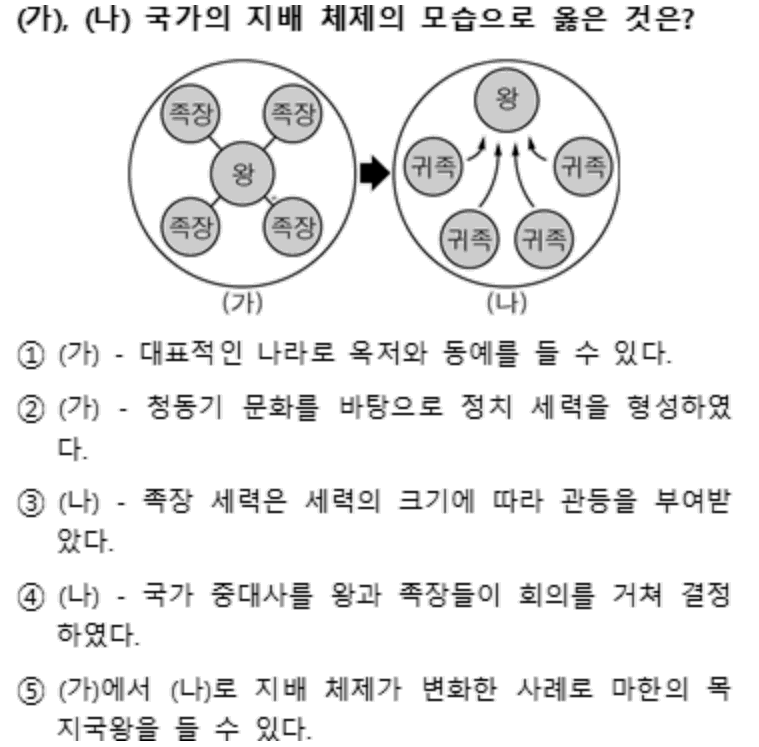 (가), (나) 국가의 지배 체제의 모습으로 옳은 것은?
족장 족장 왕 족장 족장
왕 귀족 귀족 귀족 귀족
(가) (나)
① (가) - 대표적인 나라로 옥저와 동예를 들 수 있다.
② (가) - 청동기 문화를 바탕으로 정치 세력을 형성하였
다.
③ (나) - 족장 세력은 세력의 크기에 따라 관등을 부여받
았다.
④ (나) - 국가 중대사를 왕과 족장들이 회의를 거쳐 결정
하였다.
⑤ (가)에서 (나)로 지배 체제가 변화한 사례로 마한의 목
지국왕을 들 수 있다.